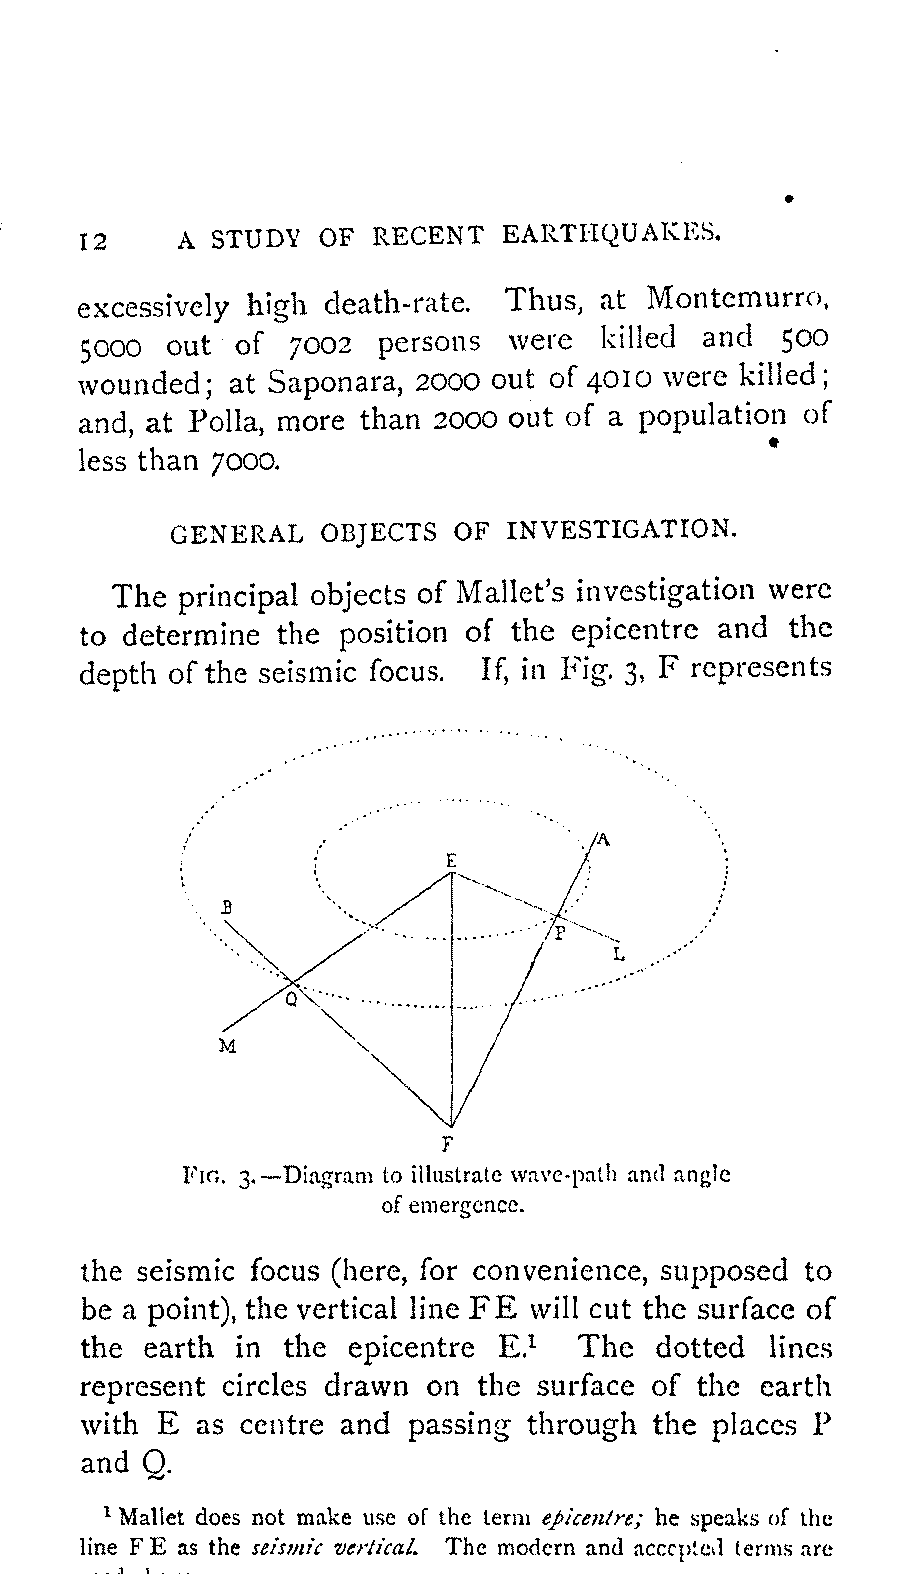 12 A STUDY OF RECENT EARTHQUAKES.
excessively high death-rate. Thus, at Montemurro,
5000 out of 7002 persons were killed and 500
wounded; at Saponara, 2000 out of 4010 were killed;
and, at Polla, more than 2000 out of a population of
less than 7000.
GENERAL OBJECTS OF INVESTIGATION.
The principal objects of Mallet's investigation were
to determine the position of the epicentre and the
depth of the seismic focus. If, in Fig. 3, F represents
A
E
B
P
L
Q
M
F
FIG. 3.—Diagram to illustrate wave-path and angle
of emergence.
the seismic focus (here, for convenience, supposed to
be a point), the vertical line FE will cut the surface of
the earth in the epicentre E.¹ The dotted lines
represent circles drawn on the surface of the earth
with E as centre and passing through the places P
and Q.
¹ Mallet does not make use of the term epicentre; he speaks of the
line FE as the seismic vertical. The modern and accepted terms are